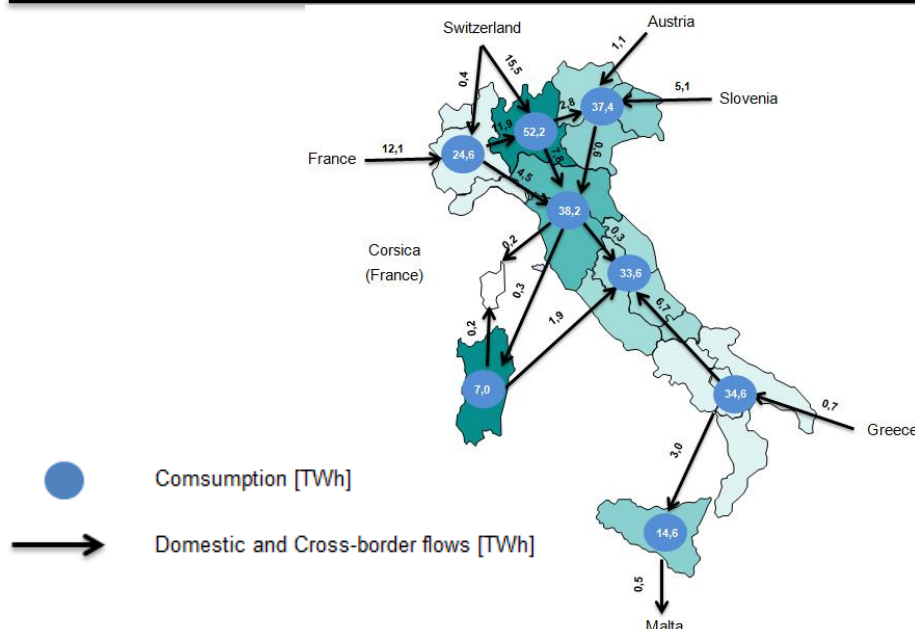 Austria
Switzerland
1,1
15,5
0,4
5,1
Slovenia
2,8
37,4
11,9
52,2
France
12,1
24,6
7,8
4,5
38,2
0,2
0,3
Corsica
(France)
33,6
0,3
1,9
6,7
0,2
7,0
34,6
0,7
Greece
3,0
Comsumption [TWh]
14,6
Domestic and Cross-border flows [TWh]
0,5
Malta